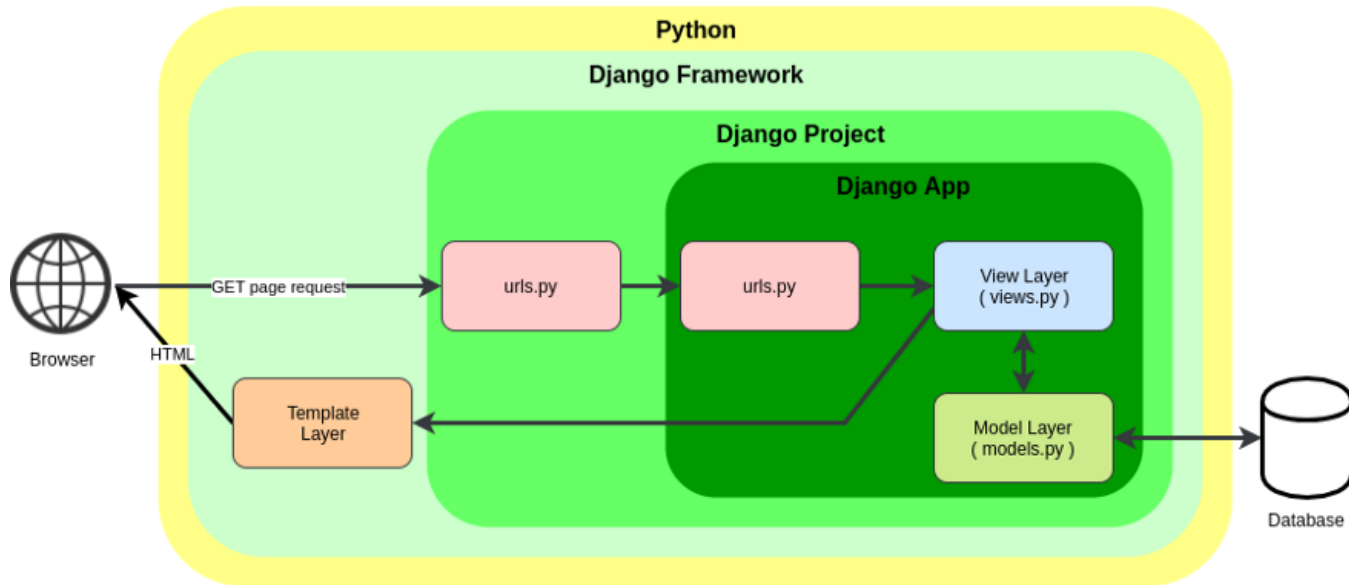 Python
Django Framework
Django Project
Django App
GET page request
urls.py
urls.py
View Layer
( views.py )
Browser
HTML
Template
Layer
Model Layer
( models.py )
Database